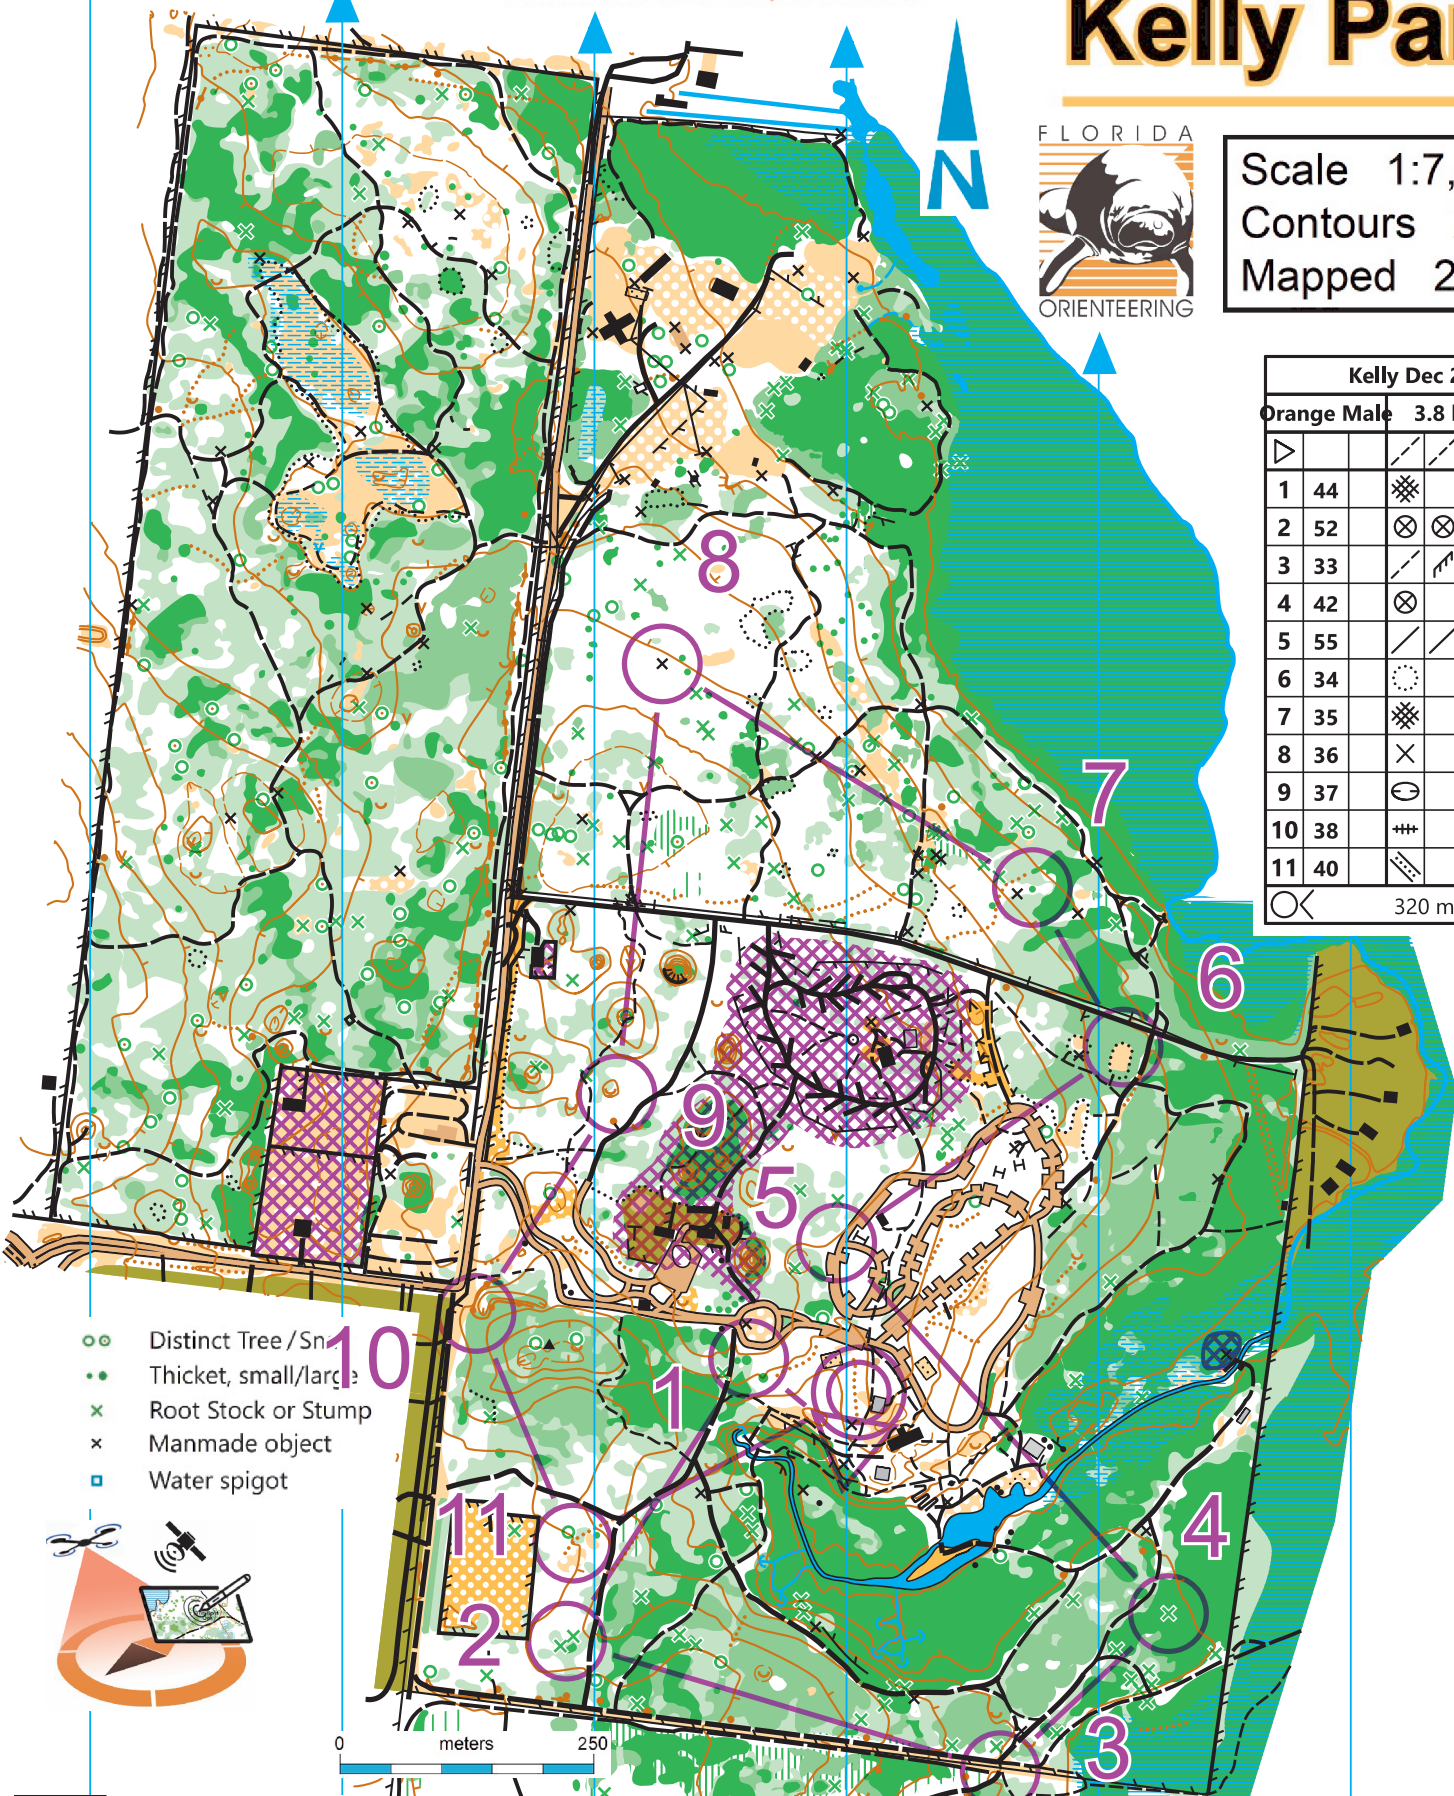 Kelly Pa
N
FLORIDA
ORIENTEERING
Scale 1:7,
Contours
Mapped 2
Kelly Dec 2
Orange Male 3.8
1 44
2 52
3 33
4 42
5 55
6 34
7 35
8 36
9 37
10 38
11 40
320 m
8
7
6
9
5
10
1
11
4
2
3
Distinct Tree / Sn
Thicket, small/large
Root Stock or Stump
Manmade object
Water spigot
0 meters 250